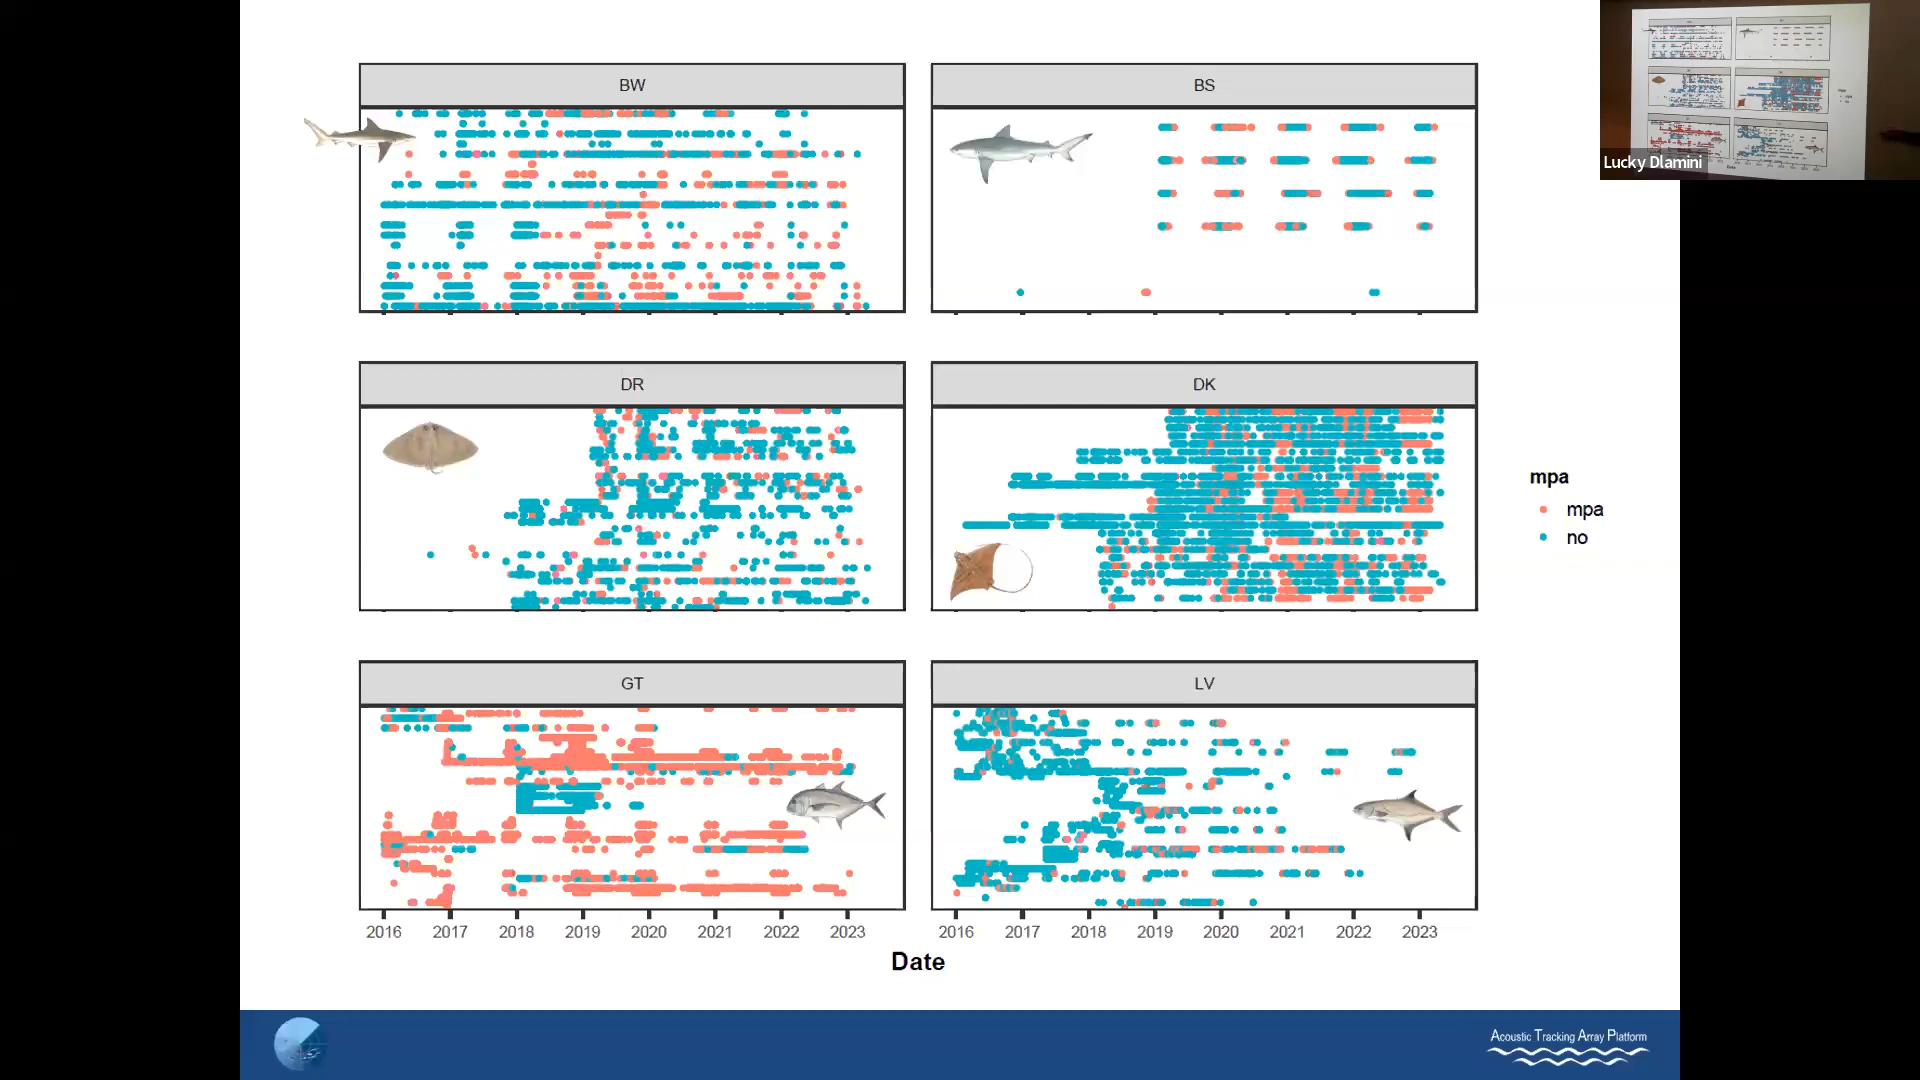 BW
BS
Lucky Dlamini
DR
DK
mpa
mpa
no
GT
LV
2016 2017 2018 2019 2020 2021 2022 2023
2016 2017 2018 2019 2020 2021 2022 2023
Date
Acoustic Tracking Array Platform